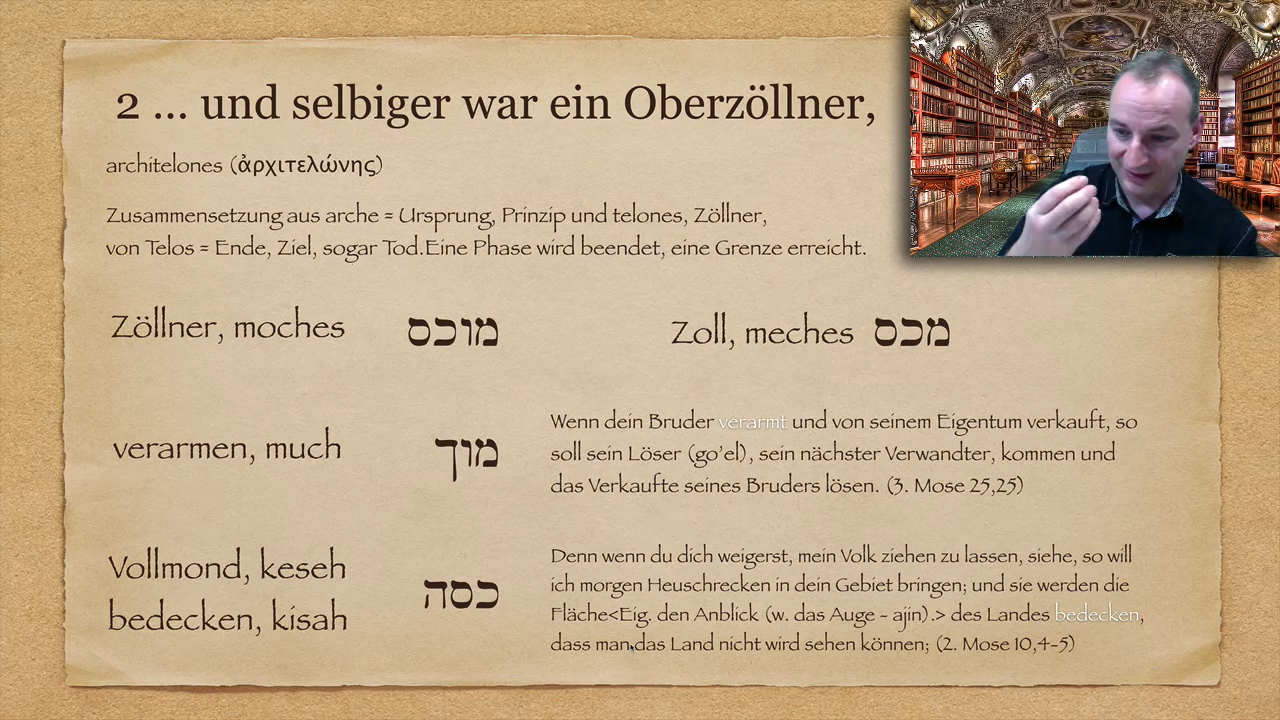 2 ... und selbiger war ein Oberzöllner,
architelones (ἀρχιτελώνης)
Zusammensetzung aus arche = Ursprung, Prinzip und telones, Zöllner,
von Telos = Ende, Ziel, sogar Tod.Eine Phase wird beendet, eine Grenze erreicht.
Zöllner, moches מוכס
Zoll, meches מכס
verarmen, much מוך
Wenn dein Bruder verarmt und von seinem Eigentum verkauft, so
soll sein Löser (go'el), sein nächster Verwandter, kommen und
das Verkaufte seines Bruders lösen. (3. Mose 25,25)
Vollmond, keseh
bedecken, kisah
כסה
Denn wenn du dich weigerst, mein Volk ziehen zu lassen, siehe, so will
ich morgen Heuschrecken in dein Gebiet bringen; und sie werden die
Fläche<Eig. den Anblick (w. das Auge - ajin).> des Landes bedecken,
dass man das Land nicht wird sehen können; (2. Mose 10,4-5)